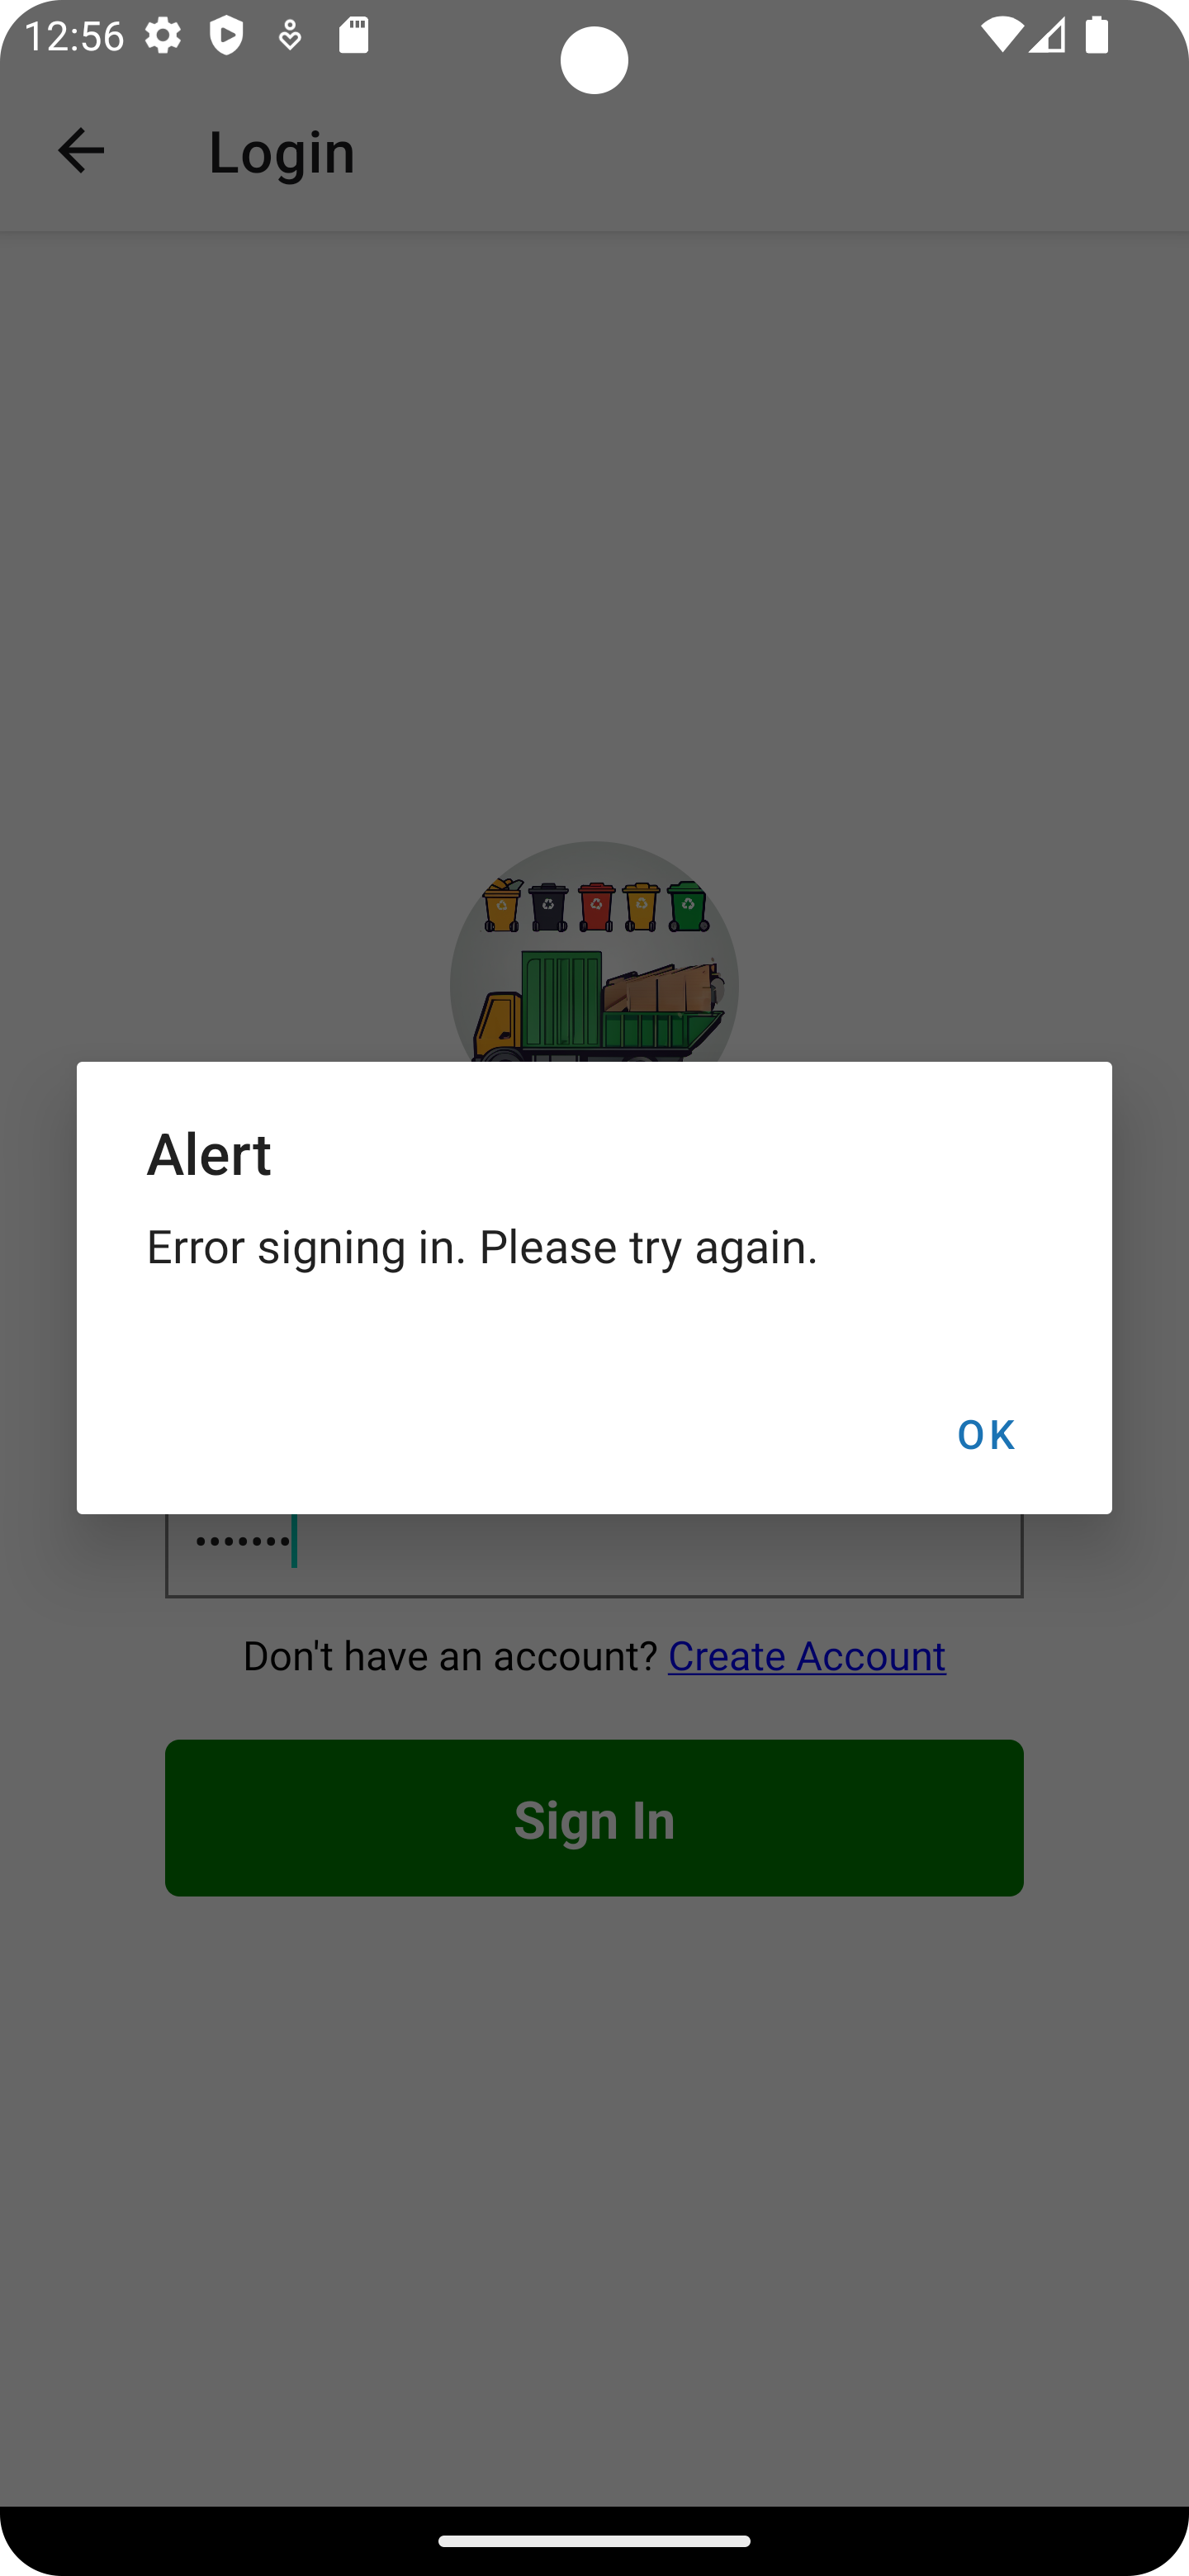 12:56
Login
Alert
Error signing in. Please try again.
OK
•••••••
Don't have an account? Create Account
Sign In